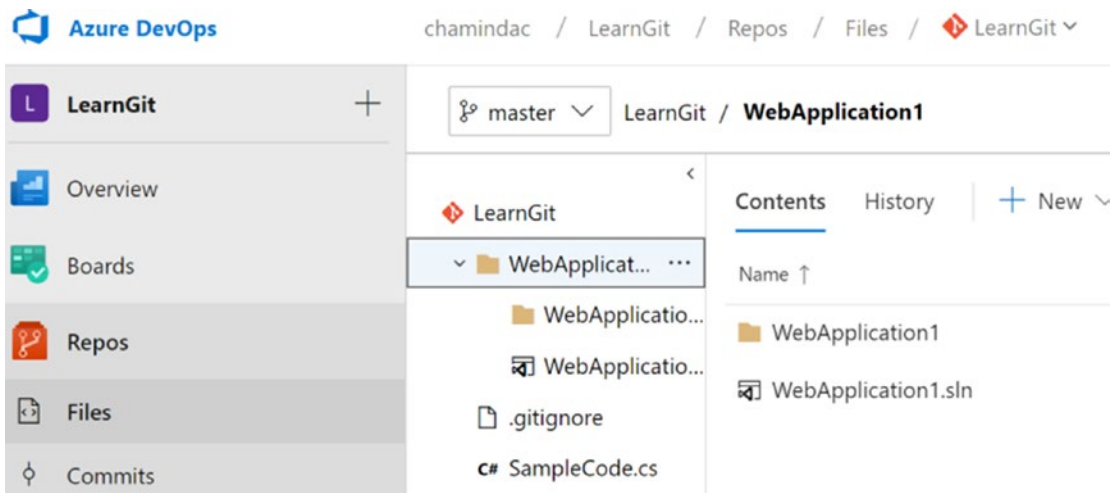 Azure DevOps
chamindac / LearnGit / Repos / Files / LearnGit
L LearnGit
master LearnGit / WebApplication1
Overview
Boards
Repos
Files
Commits
LearnGit
WebApplicat... ...
WebApplicatio...
WebApplicatio...
.gitignore
C# SampleCode.cs
Contents History + New
Name ↑
WebApplication1
WebApplication1.sln